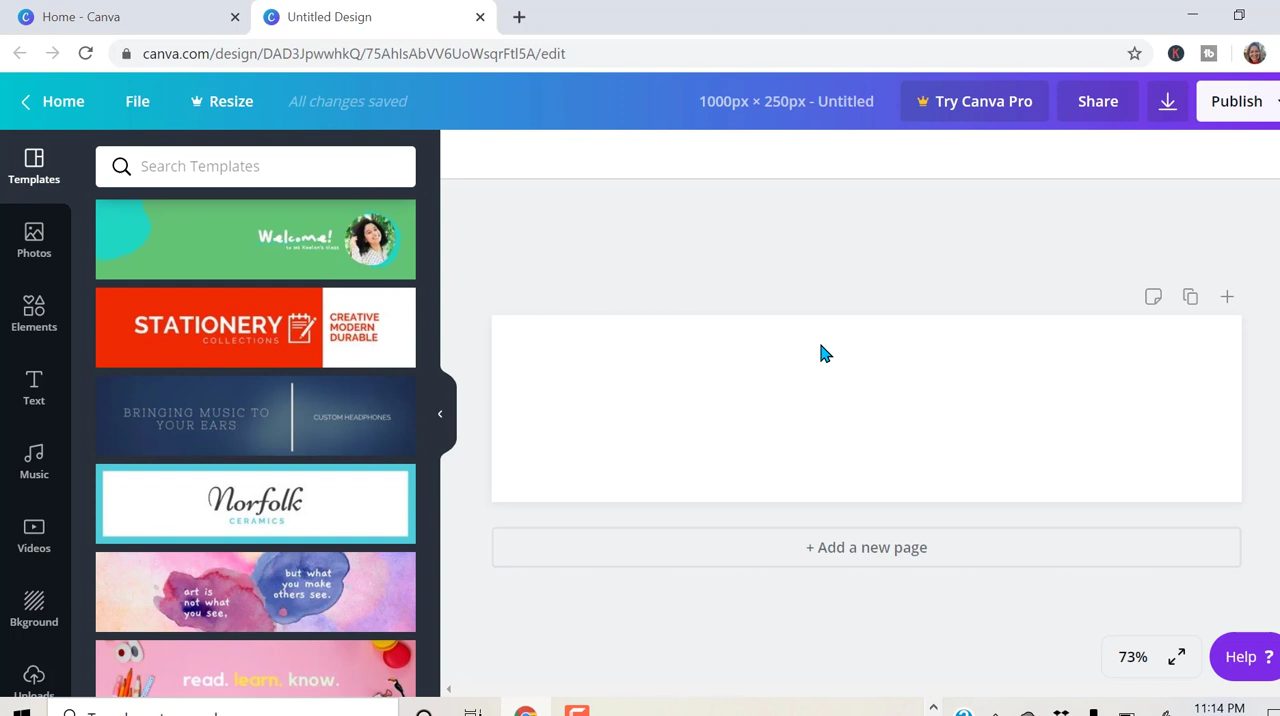 Home - Canva
Untitled Design
canva.com/design/DAD3JpwwhkQ/75AhIsAbVV6UoWsqrFtl5A/edit
Home File Resize All changes saved 1000px × 250px - Untitled Try Canva Pro Share Publish
Templates
Search Templates
Photos
Elements
Text
Music
Videos
Bkground
Uploads
Welcome!
STATIONERY
COLLECTIONS
CREATIVE
MODERN
DURABLE
BRINGING MUSIC TO
YOUR EARS
CUSTOM HEADPHONES
Norfolk
CERAMICS
art is
not what
you see,
but what
you make
others see.
read. learn. know.
+ Add a new page
73%
Help ?
11:14 PM